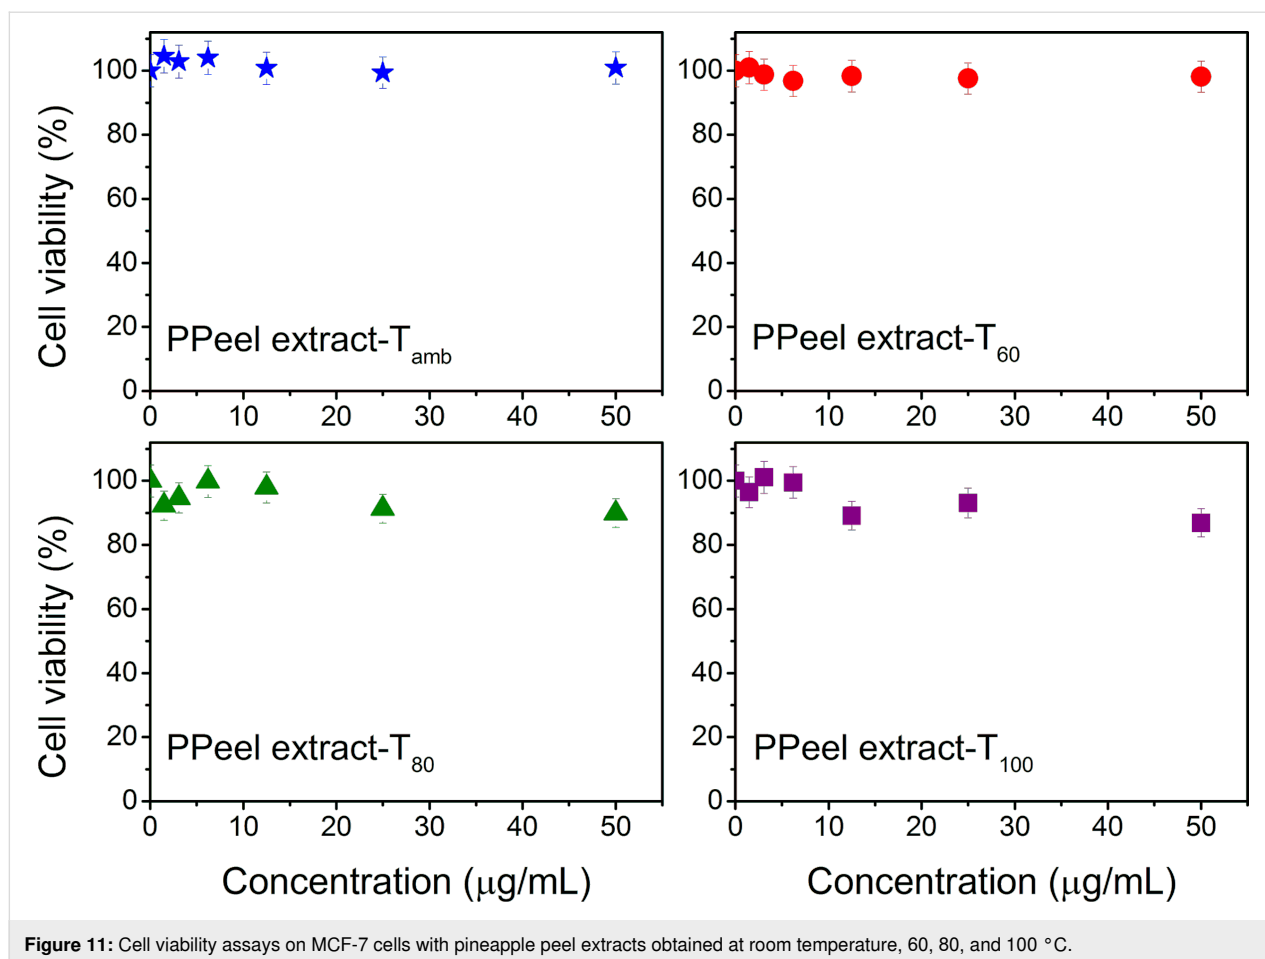 Cell viability (%)
100
80
60
40
20
0
PPeel extract-Tamb
0 10 20 30 40 50
100
80
60
40
20
0
PPeel extract-T60
0 10 20 30 40 50
Cell viability (%)
100
80
60
40
20
0
PPeel extract-T80
0 10 20 30 40 50
Concentration (μg/mL)
100
80
60
40
20
0
PPeel extract-T100
0 10 20 30 40 50
Concentration (μg/mL)
Figure 11: Cell viability assays on MCF-7 cells with pineapple peel extracts obtained at room temperature, 60, 80, and 100 °C.